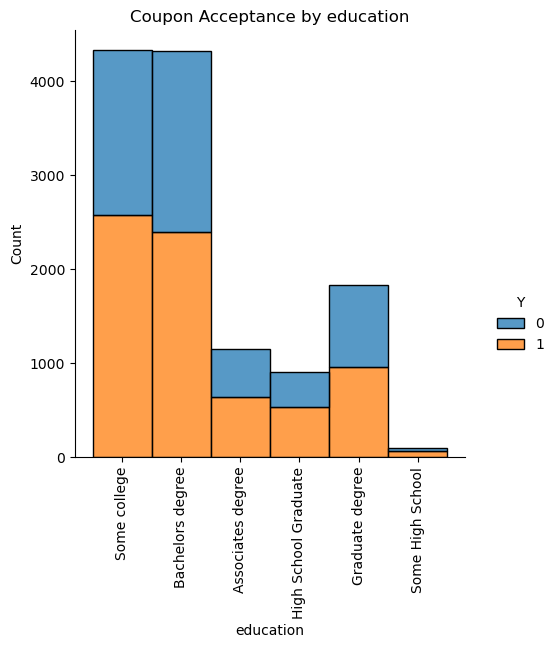 Coupon Acceptance by education
Count
4000
3000
2000
1000
0
Y
0
1
Some college
Bachelors degree
Associates degree
High School Graduate
Graduate degree
Some High School
education